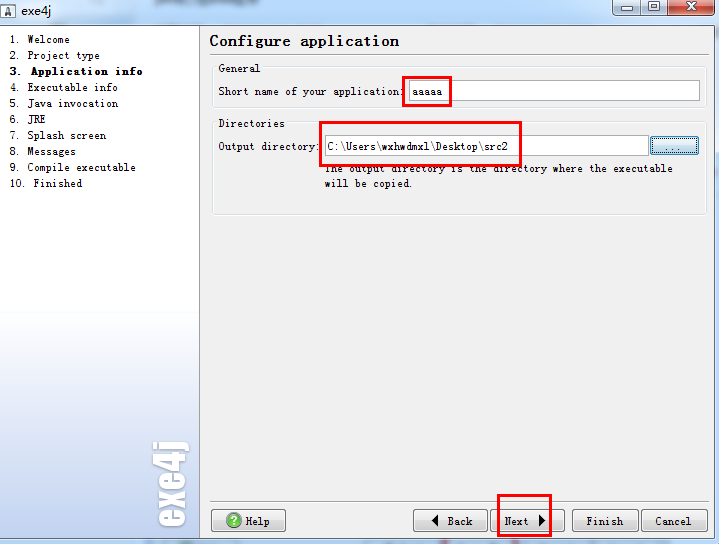 exe4j
1. Welcome
2. Project type
3. Application info
4. Executable info
5. Java invocation
6. JRE
7. Splash screen
8. Messages
9. Compile executable
10. Finished
exe4j
Configure application
General
Short name of your application:
aaaaa
Directories
Output directory:
C:\Users\wxhwdmxl\Desktop\src2
...
The output directory is the directory where the executable
will be copied.
Help
Back
Next
Finish
Cancel